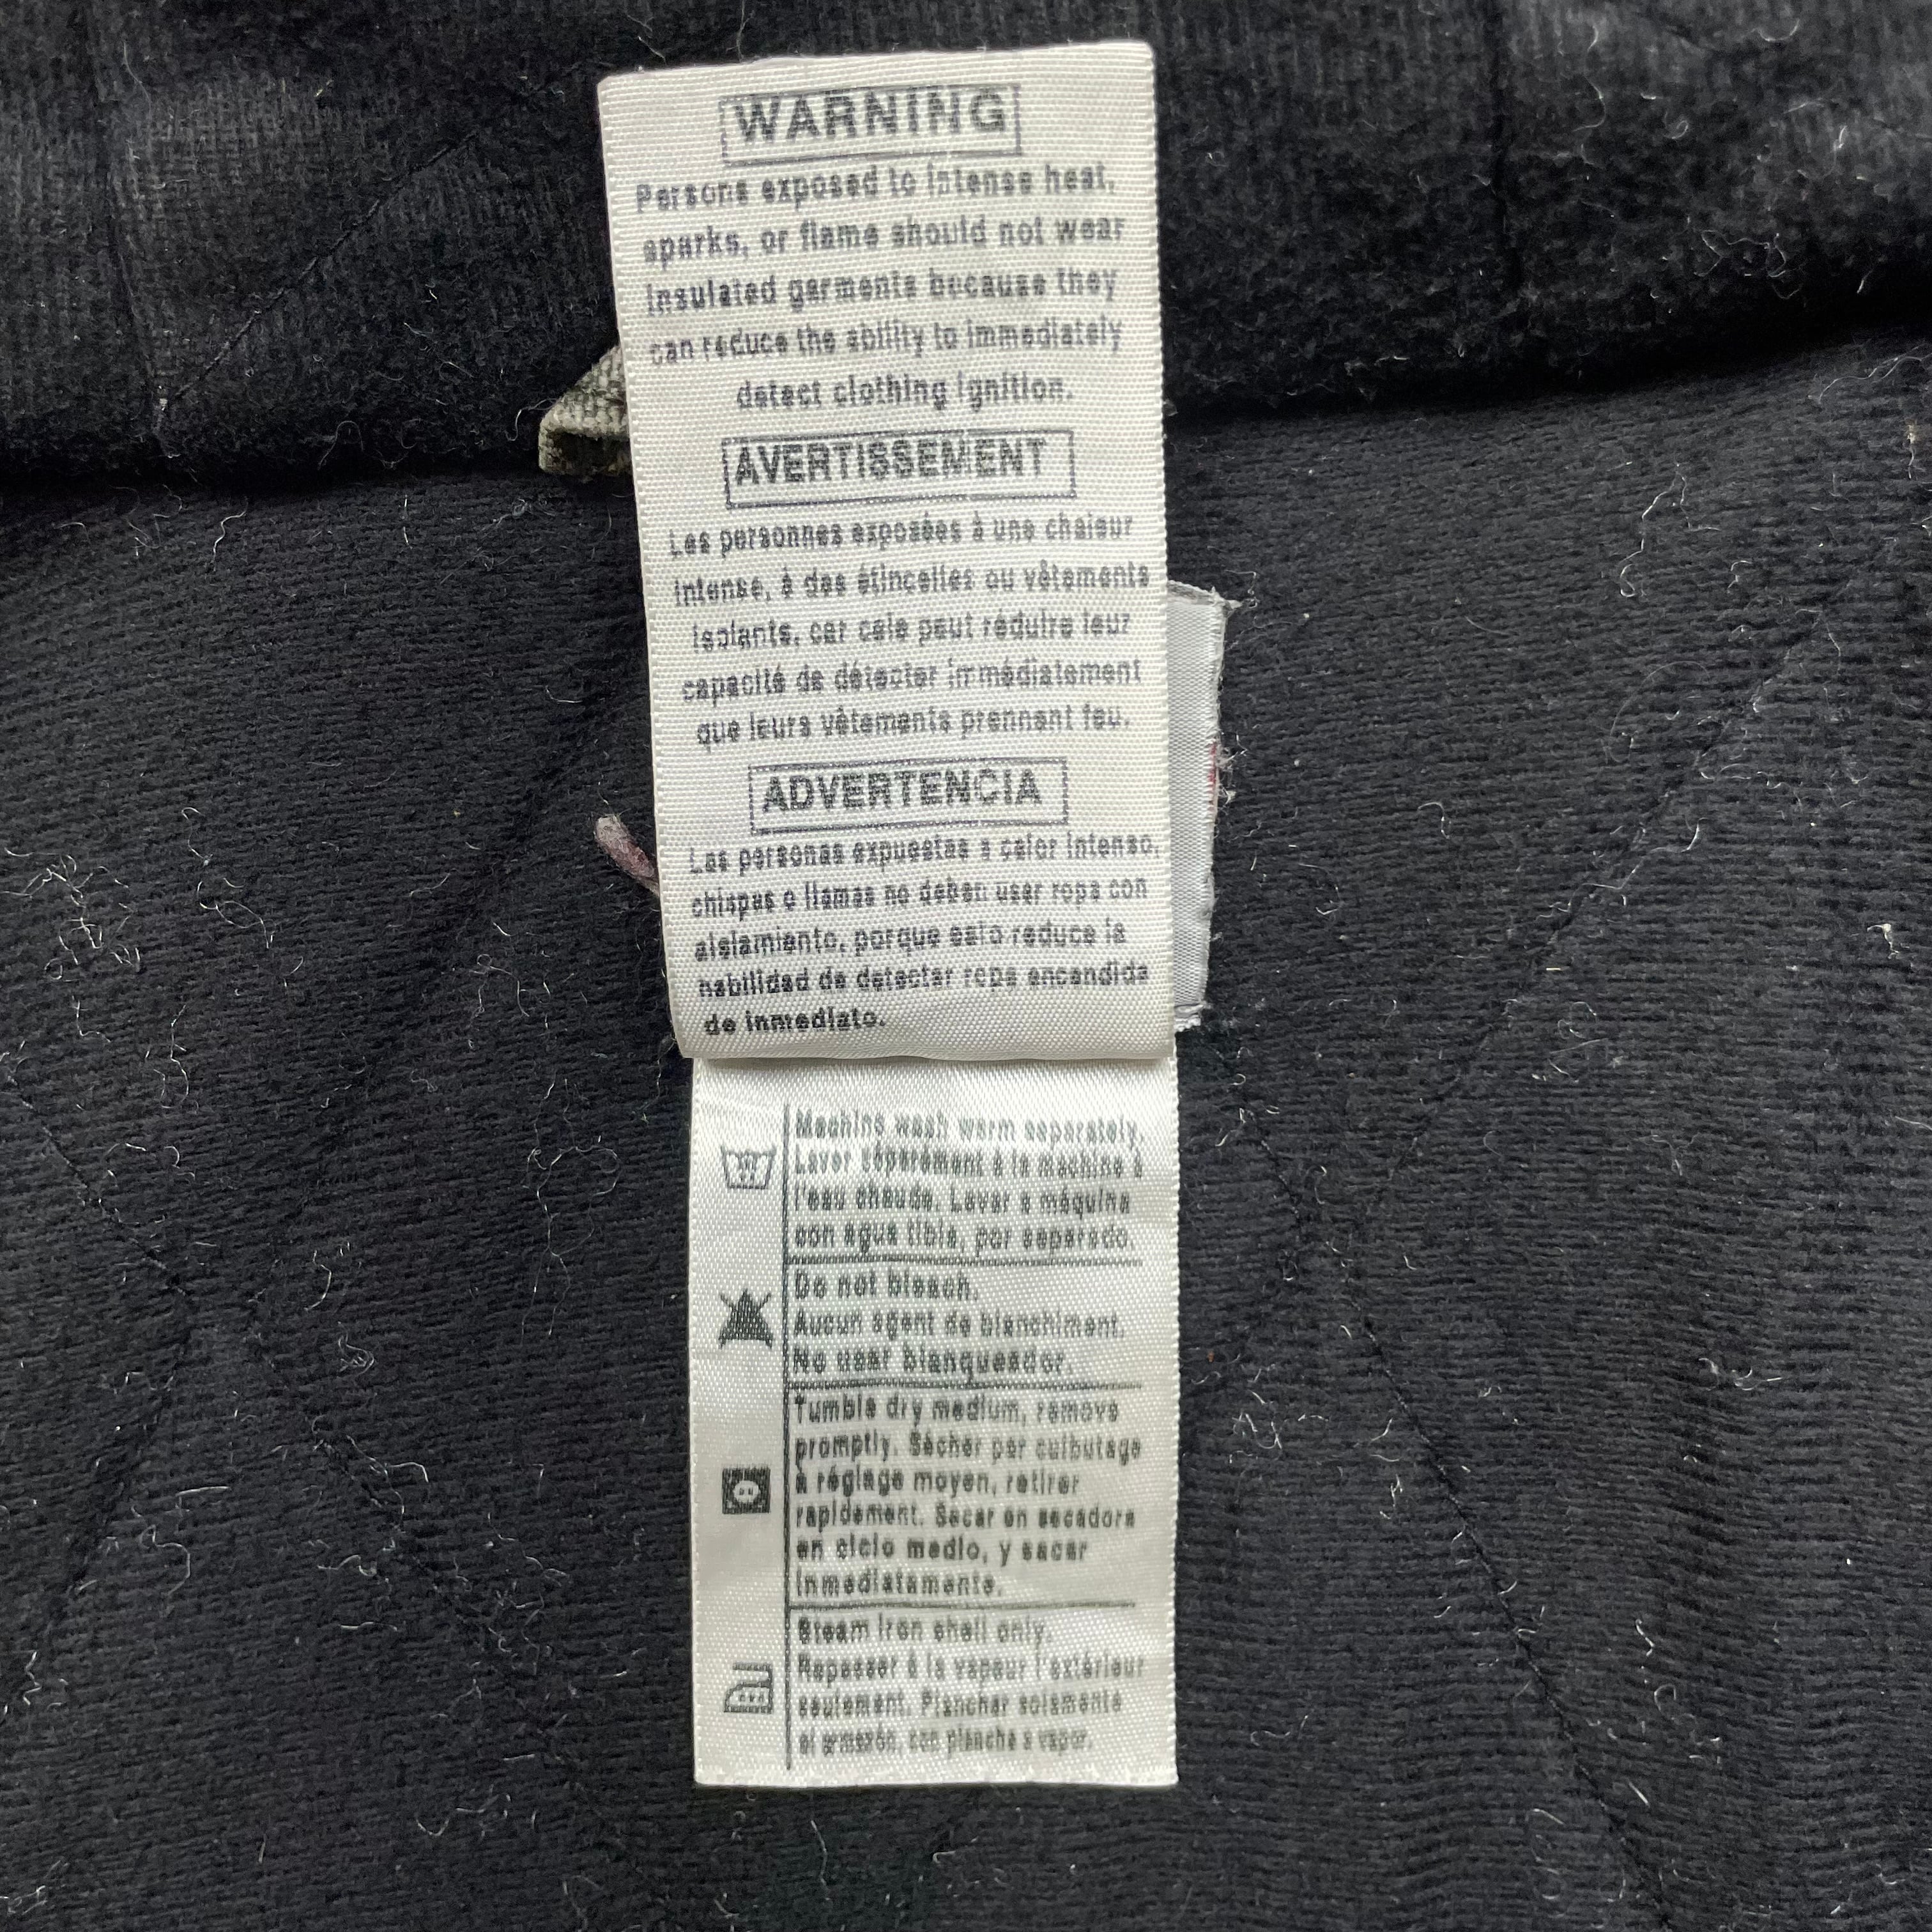 WARNING
Persons exposed to intense heat,
sparks, or flame should not wear
insulated garments because they
can reduce the ability to immediately
detect clothing ignition.
AVERTISSEMENT
Les personnes exposées à une chaleur
intense, à des étincelles ou vêtements
isolants, car cela peut réduire leur
capacité de détecter immédiatement
que leurs vêtements prennent feu.
ADVERTENCIA
Las personas expuestas a calor intenso,
chispas o llamas no deben usar ropa con
aislamiento, porque esto reduce la
habilidad de detectar ropa encendida
de inmediato.
Machine wash warm separately.
Laver séparément à la machine à
l'eau chaude. Lavar a máquina
con agua tibia, por separado.
Do not bleach.
Aucun agent de blanchiment.
No usar blanqueador.
Tumble dry medium, remove
promptly. Sécher par culbutage
à réglage moyen, retirer
rapidement. Secar en secadora
en ciclo medio, y sacar
inmediatamente.
Steam iron shell only.
Repasser à la vapeur l'extérieur
seulement. Planchar solamente
el armazón, con plancha a vapor.